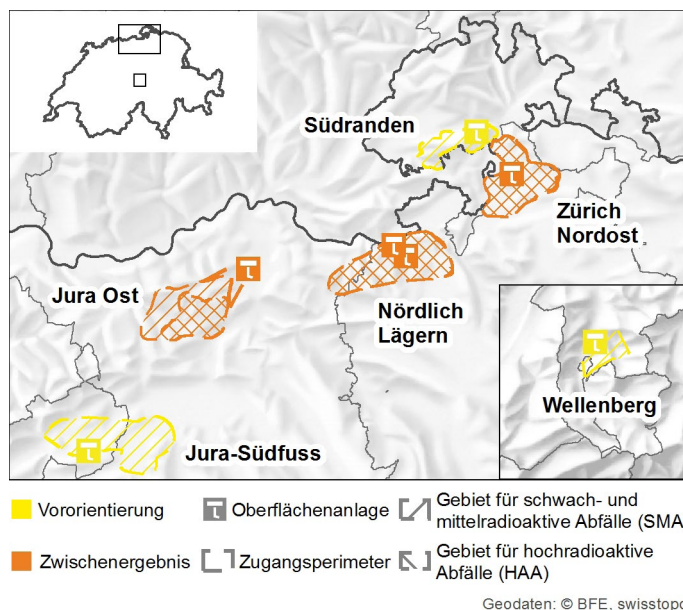 Südranden
Zürich
Nordost
Jura Ost
Nördlich
Lägern
Wellenberg
Jura-Südfuss
Vororientierung
Oberflächenanlage
Gebiet für schwach- und
mittelradioaktive Abfälle (SMA
Zwischenergebnis
Zugangsperimeter
Gebiet für hochradioaktive
Abfälle (HAA)
Geodaten: © BFE, swisstopo